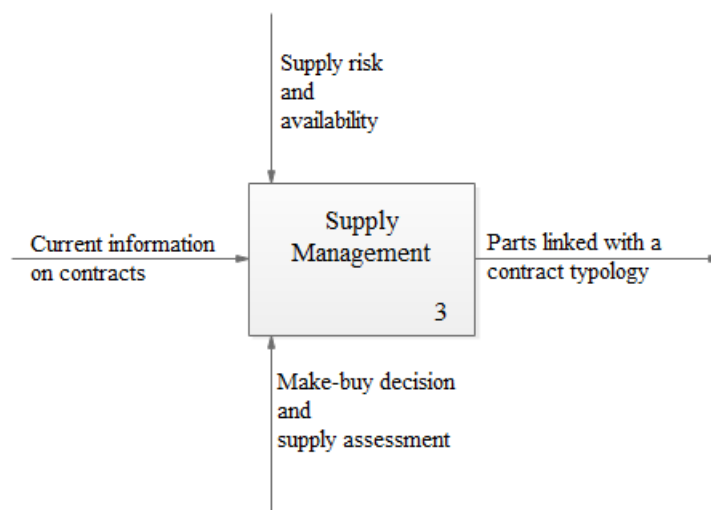 Supply risk
and
availability
Supply
Management
3
Current information
on contracts
Parts linked with a
contract typology
Make-buy decision
and
supply assessment